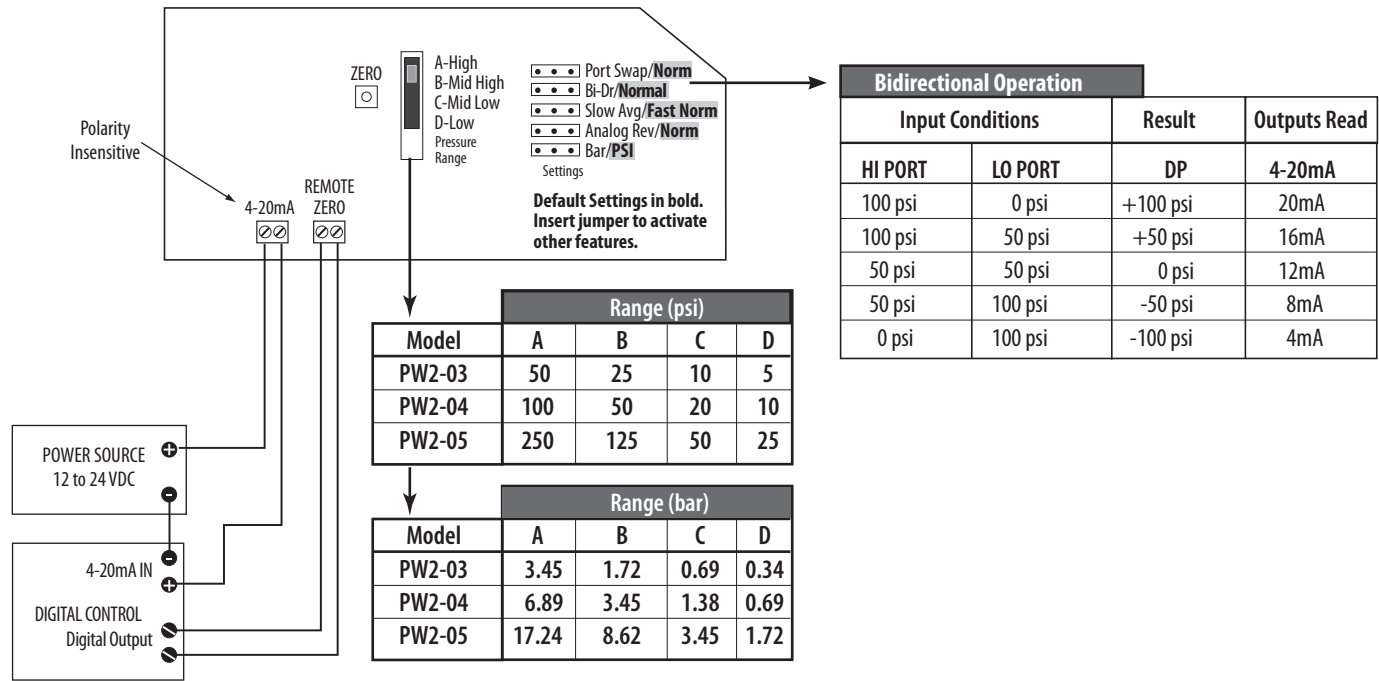 ZERO
A-High
B-Mid High
C-Mid Low
D-Low
Pressure
Range
Port Swap/Norm
Bi-Dr/Normal
Slow Avg/Fast Norm
Analog Rev/Norm
Bar/PSI
Settings
Default Settings in bold.
Insert jumper to activate
other features.
Polarity
Insensitive
4-20mA
REMOTE
ZERO
Bidirectional Operation
Input Conditions Result Outputs Read
HI PORT LO PORT DP 4-20mA
100 psi 0 psi +100 psi 20mA
100 psi 50 psi +50 psi 16mA
50 psi 50 psi 0 psi 12mA
50 psi 100 psi -50 psi 8mA
0 psi 100 psi -100 psi 4mA
Range (psi)
Model A B C D
PW2-03 50 25 10 5
PW2-04 100 50 20 10
PW2-05 250 125 50 25
Range (bar)
Model A B C D
PW2-03 3.45 1.72 0.69 0.34
PW2-04 6.89 3.45 1.38 0.69
PW2-05 17.24 8.62 3.45 1.72
POWER SOURCE +
12 to 24 VDC
-
-
4-20mA IN
+
DIGITAL CONTROL
Digital Output